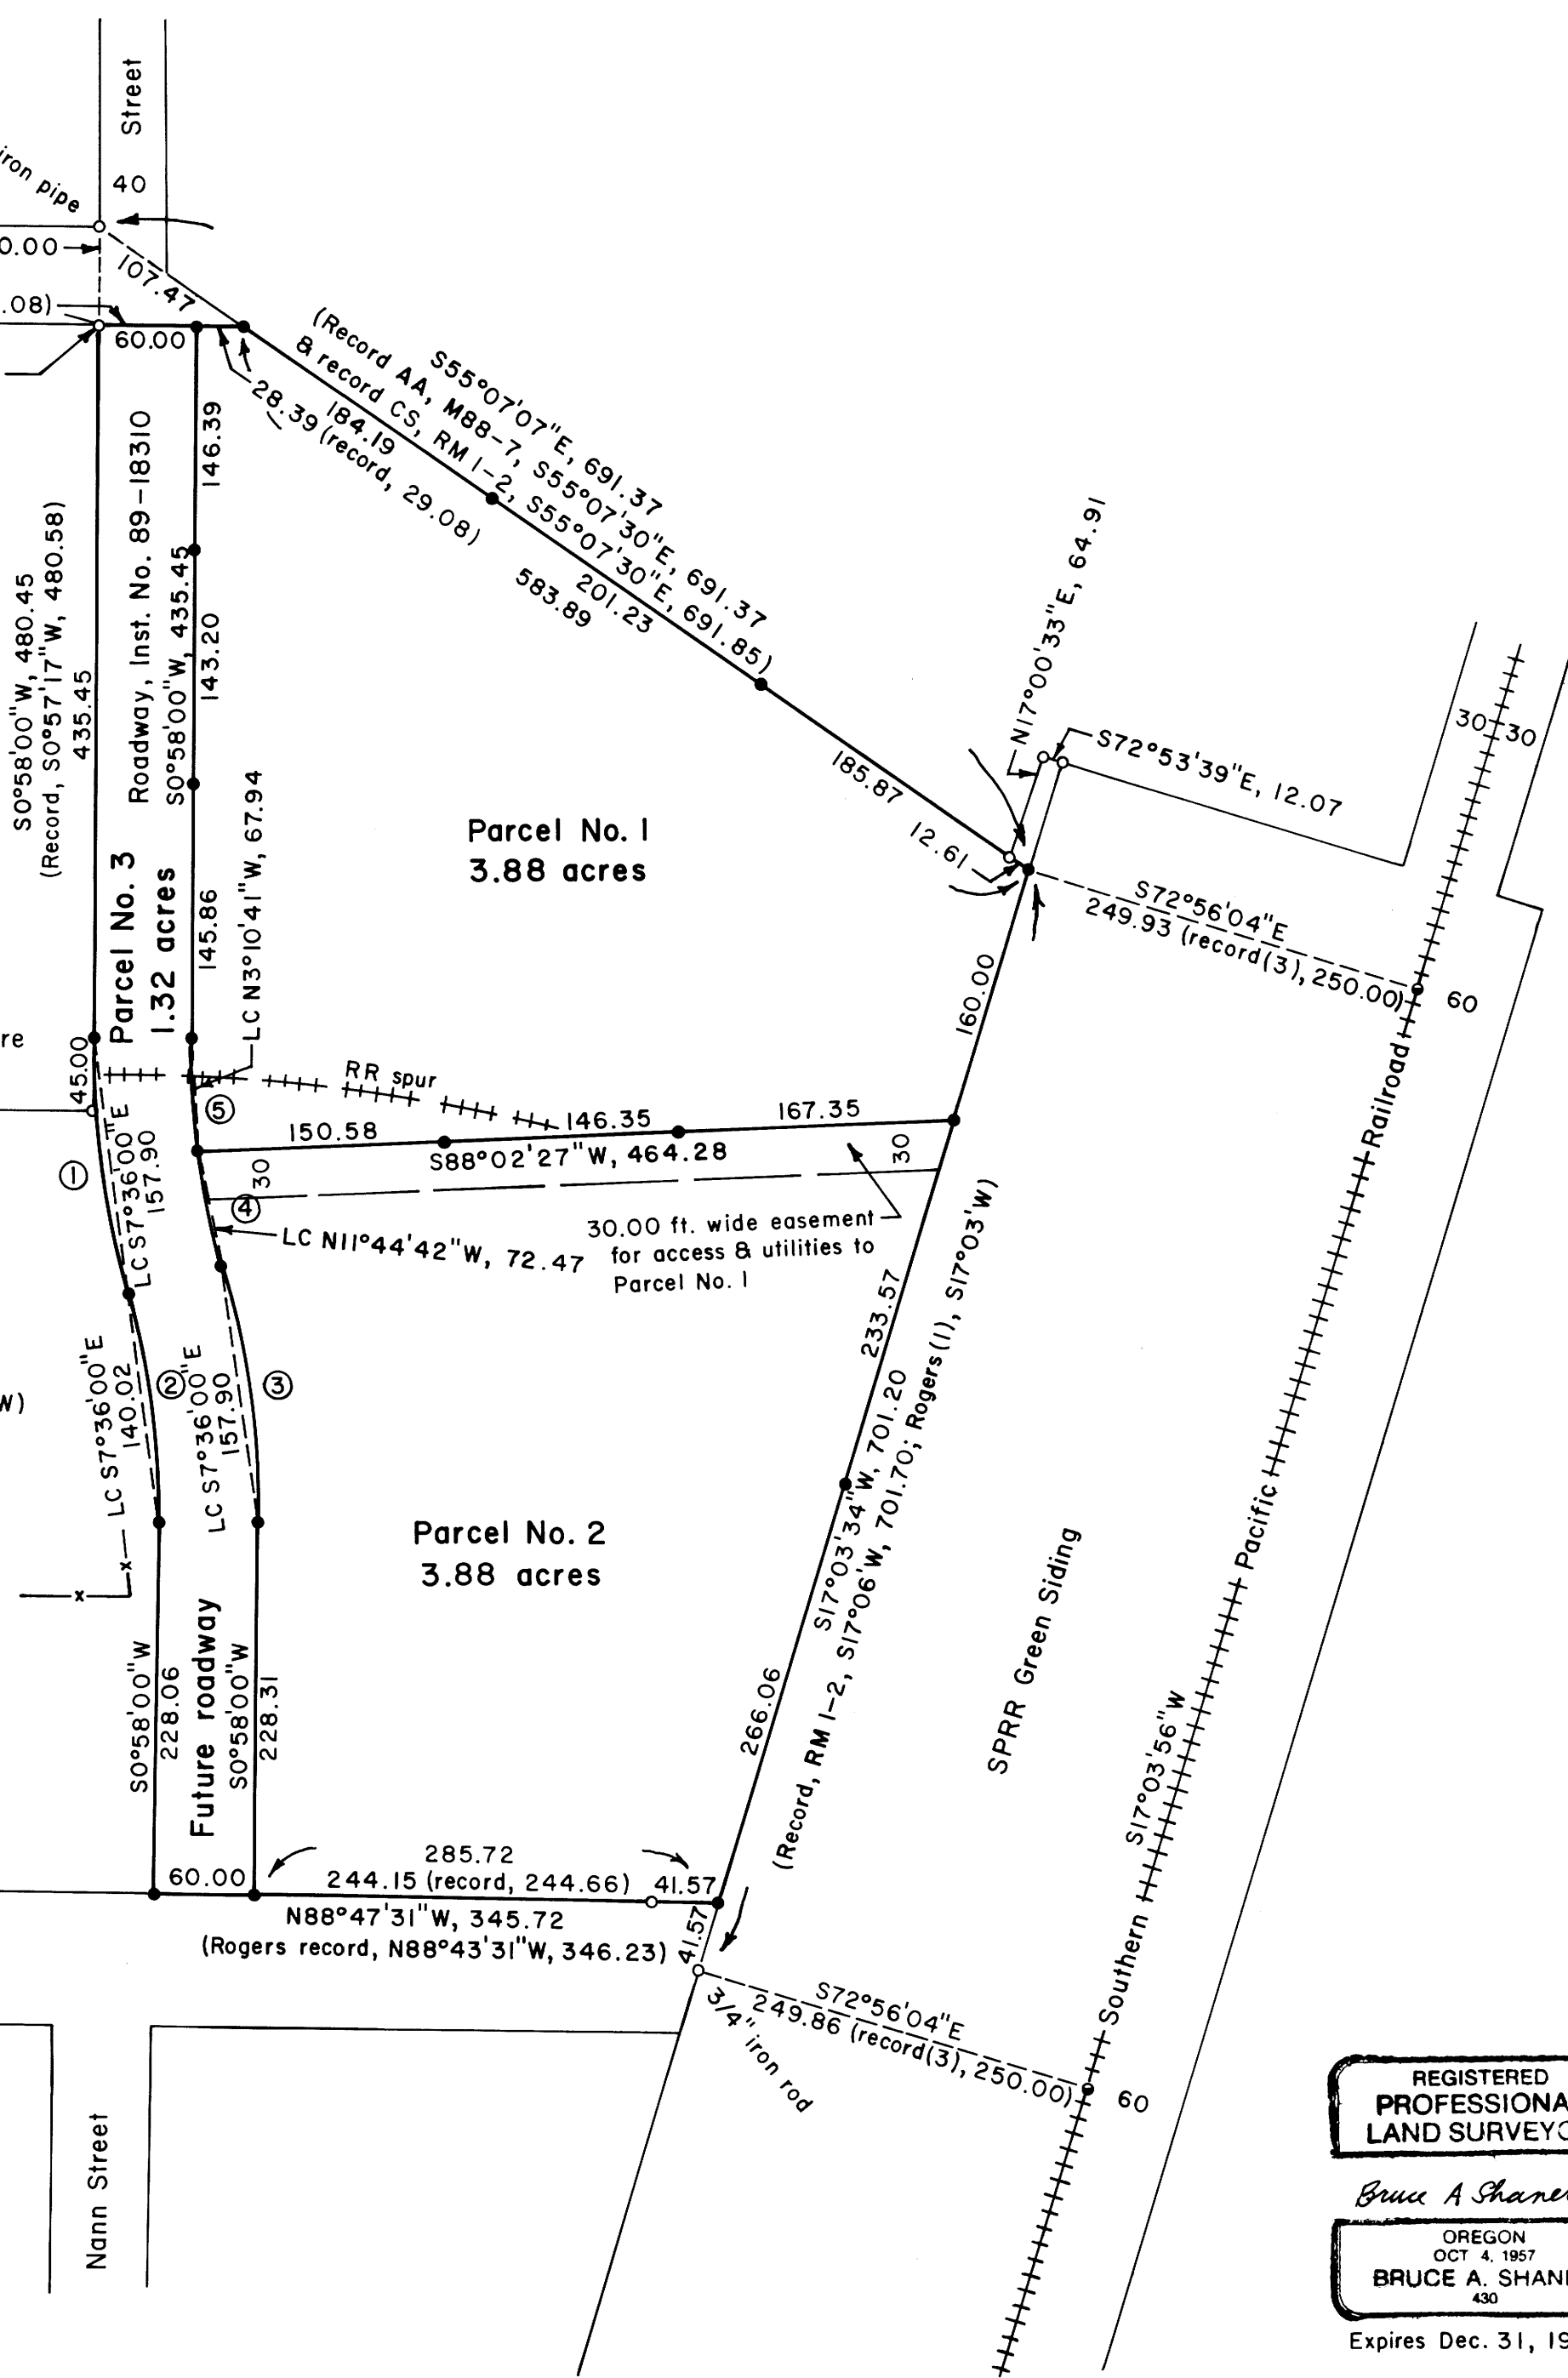 Street
iron pipe
40
0.00
107.47
.08)
60.00
28.39 (record, 29.08)
184.19
S55°07'07"E, 691.37
(Record AA, M88-7, S55°07'30"E, 691.37
& record CS, RM 1-2, S55°07'30"E, 691.85)
201.23
583.89
185.87
12.61
N17°00'33"E, 64.91
S72°53'39"E, 12.07
30
30
S72°56'04"E
249.93 (record(3), 250.00)
60
S0°58'00"W, 480.45
(Record, S0°57'17"W, 480.58)
435.45
Parcel No. 3
1.32 acres
Roadway, Inst. No. 89-18310
S0°58'00"W, 435.45
146.39
143.20
145.86
LC N3°10'41"W, 67.94
Parcel No. 1
3.88 acres
160.00
re
45.00
RR spur
5
150.58
146.35
167.35
S88°02'27"W, 464.28
30
30
1
LC S7°36'00"E
157.90
4
LC N11°44'42"W, 72.47
30.00 ft. wide easement
for access & utilities to
Parcel No. 1
233.57
S17°03'34"W, 701.20
(Record, RM 1-2, S17°06'W, 701.70; Rogers(1), S17°03'W)
W)
LC S7°36'00"E
140.02
2
LC S7°36'00"E
157.90
3
Parcel No. 2
3.88 acres
SPRR Green Siding
Southern Pacific Railroad
S17°03'56"W
266.06
x
x
S0°58'00"W
228.06
Future roadway
S0°58'00"W
228.31
60.00
285.72
244.15 (record, 244.66)
41.57
N88°47'31"W, 345.72
(Rogers record, N88°43'31"W, 346.23)
41.57
S72°56'04"E
249.86 (record(3), 250.00)
60
3/4" iron rod
Nann Street
REGISTERED
PROFESSIONA
LAND SURVEYO
Bruce A Shane
OREGON
OCT 4, 1957
BRUCE A. SHAN
430
Expires Dec. 31, 19